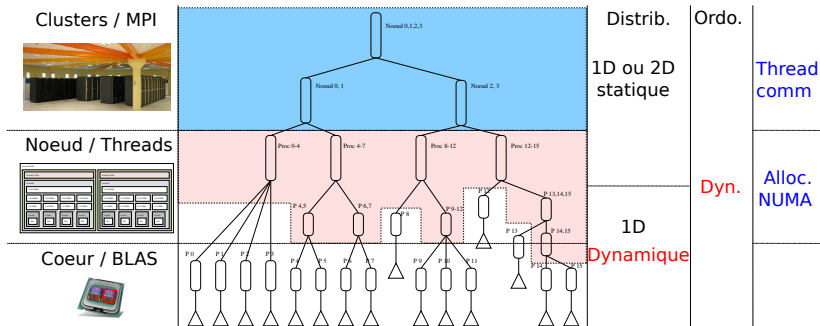 Clusters / MPI
Distrib.
Ordo.
Noeud 0,1,2,3
1D ou 2D
statique
Thread
comm
Noeud 0, 1
Noeud 2, 3
Noeud / Threads
Proc 0-4
Proc 4-7
Proc 8-12
Proc 12-15
Dyn.
Alloc.
NUMA
P 13,14,15
P 4,5
P 6,7
P 8
P 9-12
1D
Dynamique
P 13
P 14,15
Coeur / BLAS
P 0
P 1
P 2
P 3
P 4
P 5
P 6
P 7
P 9
P 10
P 11
P 14
P 15